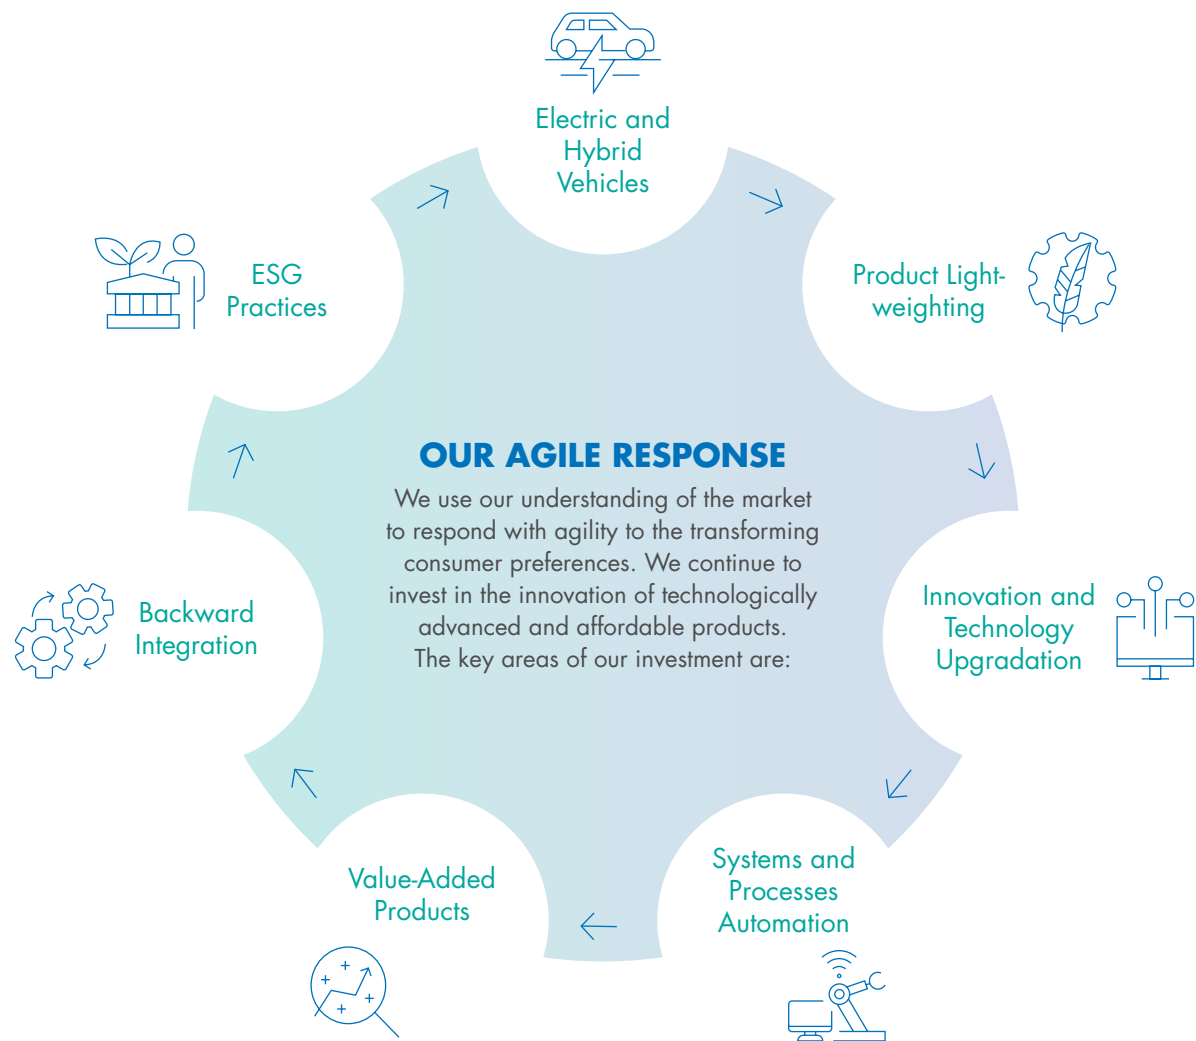 Electric and
Hybrid
Vehicles
Product Light-
weighting
Innovation and
Technology
Upgradation
Systems and
Processes
Automation
Value-Added
Products
Backward
Integration
ESG
Practices
OUR AGILE RESPONSE
We use our understanding of the market
to respond with agility to the transforming
consumer preferences. We continue to
invest in the innovation of technologically
advanced and affordable products.
The key areas of our investment are: